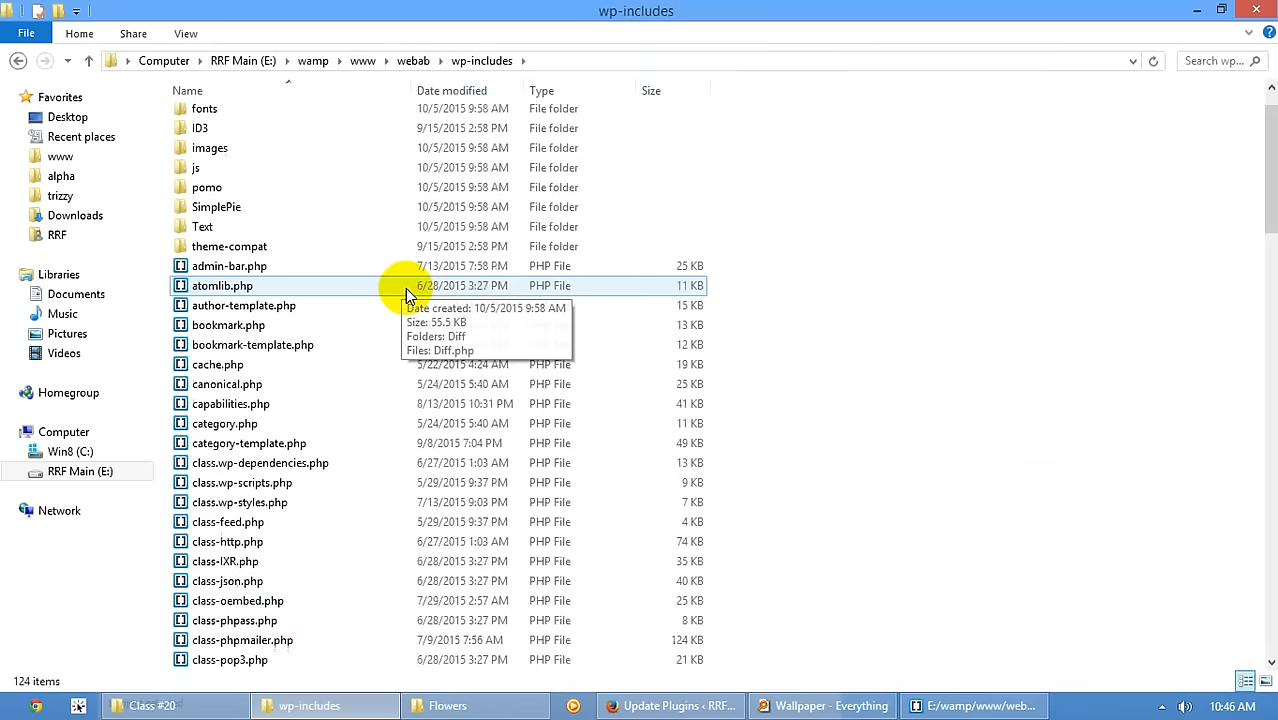 wp-includes
File Home Share View
Computer RRF Main (E:) wamp www webab wp-includes Search wp...
Name Date modified Type Size
Favorites
Desktop
Recent places
www
alpha
trizzy
Downloads
RRF
Libraries
Documents
Music
Pictures
Videos
Homegroup
Computer
Win8 (C:)
RRF Main (E:)
Network
fonts 10/5/2015 9:58 AM File folder
ID3 9/15/2015 2:58 PM File folder
images 10/5/2015 9:58 AM File folder
js 10/5/2015 9:58 AM File folder
pomo 10/5/2015 9:58 AM File folder
SimplePie 10/5/2015 9:58 AM File folder
Text 10/5/2015 9:58 AM File folder
theme-compat 9/15/2015 2:58 PM File folder
admin-bar.php 7/13/2015 7:58 PM PHP File 25 KB
atomlib.php 6/28/2015 3:27 PM PHP File 11 KB
author-template.php 15 KB
bookmark.php 13 KB
bookmark-template.php 12 KB
cache.php 5/22/2015 4:24 AM PHP File 19 KB
canonical.php 5/24/2015 5:40 AM PHP File 25 KB
capabilities.php 8/13/2015 10:31 PM PHP File 41 KB
category.php 5/24/2015 5:40 AM PHP File 11 KB
category-template.php 9/8/2015 7:04 PM PHP File 49 KB
class.wp-dependencies.php 6/27/2015 1:03 AM PHP File 13 KB
class.wp-scripts.php 5/29/2015 9:37 PM PHP File 9 KB
class.wp-styles.php 7/13/2015 9:03 PM PHP File 7 KB
class-feed.php 5/29/2015 9:37 PM PHP File 4 KB
class-http.php 6/27/2015 1:03 AM PHP File 74 KB
class-IXR.php 6/28/2015 3:27 PM PHP File 35 KB
class-json.php 6/28/2015 3:27 PM PHP File 40 KB
class-oembed.php 7/29/2015 2:57 AM PHP File 25 KB
class-phpass.php 6/28/2015 3:27 PM PHP File 8 KB
class-phpmailer.php 7/9/2015 7:56 AM PHP File 124 KB
class-pop3.php 6/28/2015 3:27 PM PHP File 21 KB
Date created: 10/5/2015 9:58 AM
Size: 55.5 KB
Folders: Diff
Files: Diff.php
124 items
Class #20 wp-includes Flowers Update Plugins ‹ RRF... Wallpaper - Everything E:/wamp/www/web... 10:46 AM